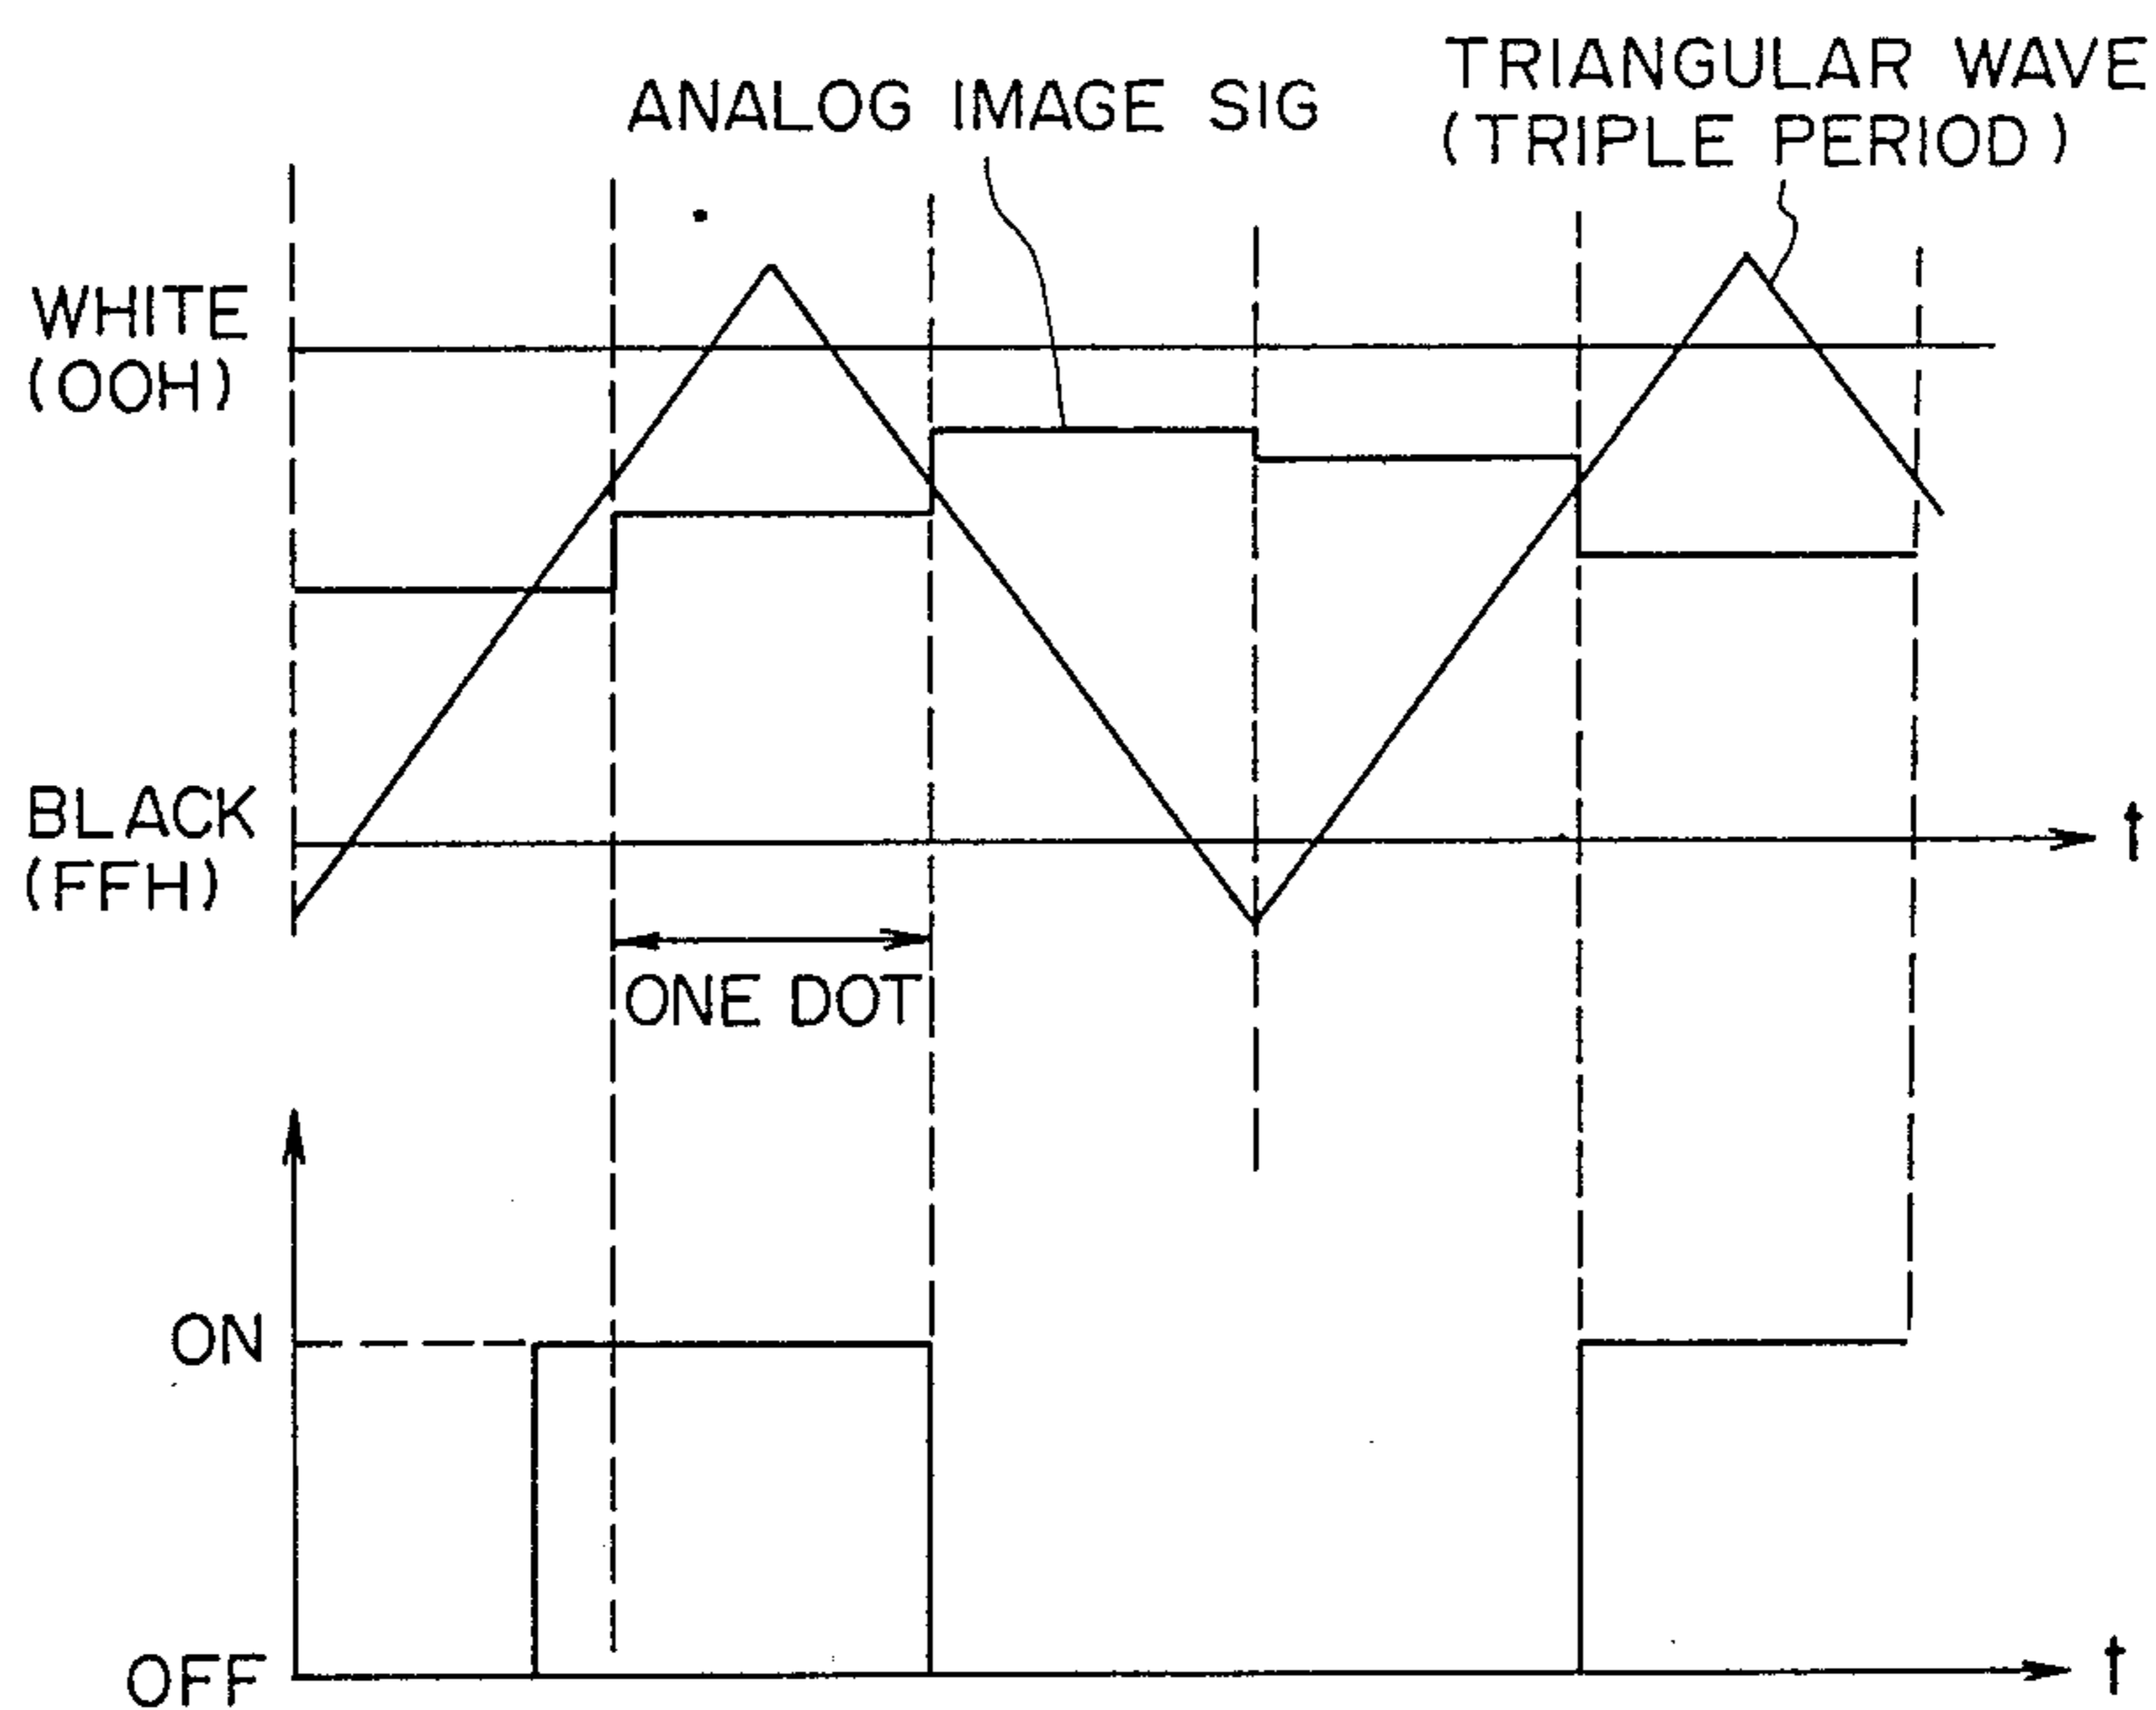 ANALOG IMAGE SIG
TRIANGULAR WAVE
(TRIPLE PERIOD)
WHITE
(OOH)
BLACK
(FFH)
t
ONE DOT
ON
OFF
t